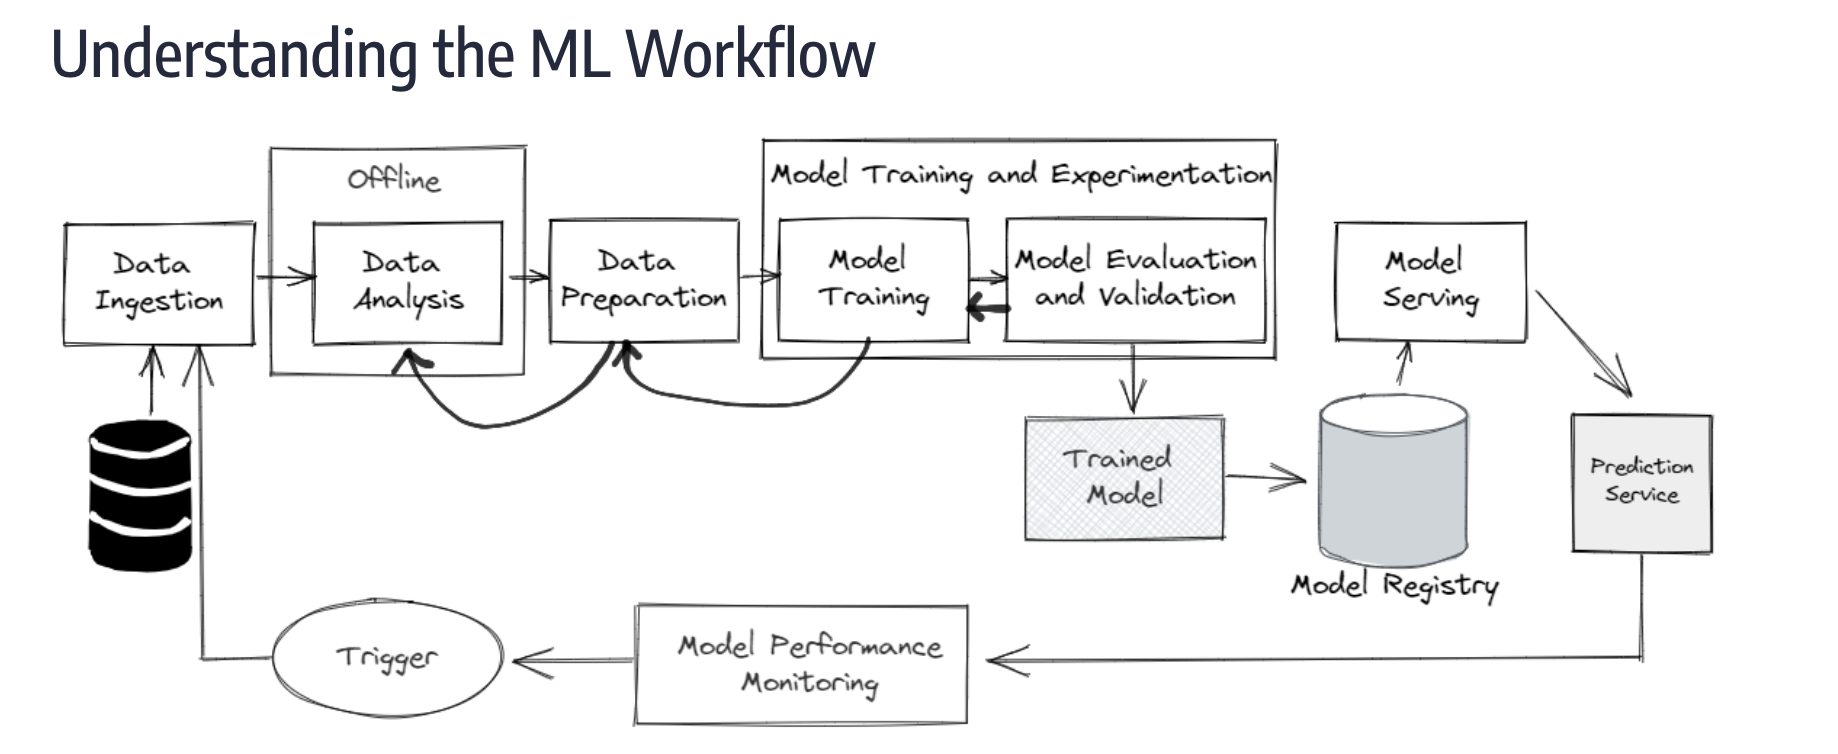 Understanding the ML Workflow
Offline
Model Training and Experimentation
Data
Ingestion
Data
Analysis
Data
Preparation
Model
Training
Model Evaluation
and Validation
Model
Serving
Trained
Model
Prediction
Service
Model Registry
Trigger
Model Performance
Monitoring